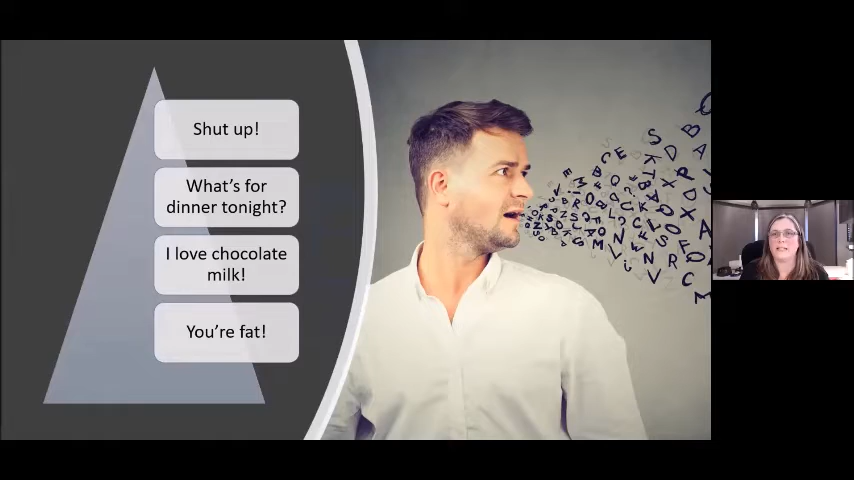 Shut up!
What's for
dinner tonight?
I love chocolate
milk!
You're fat!